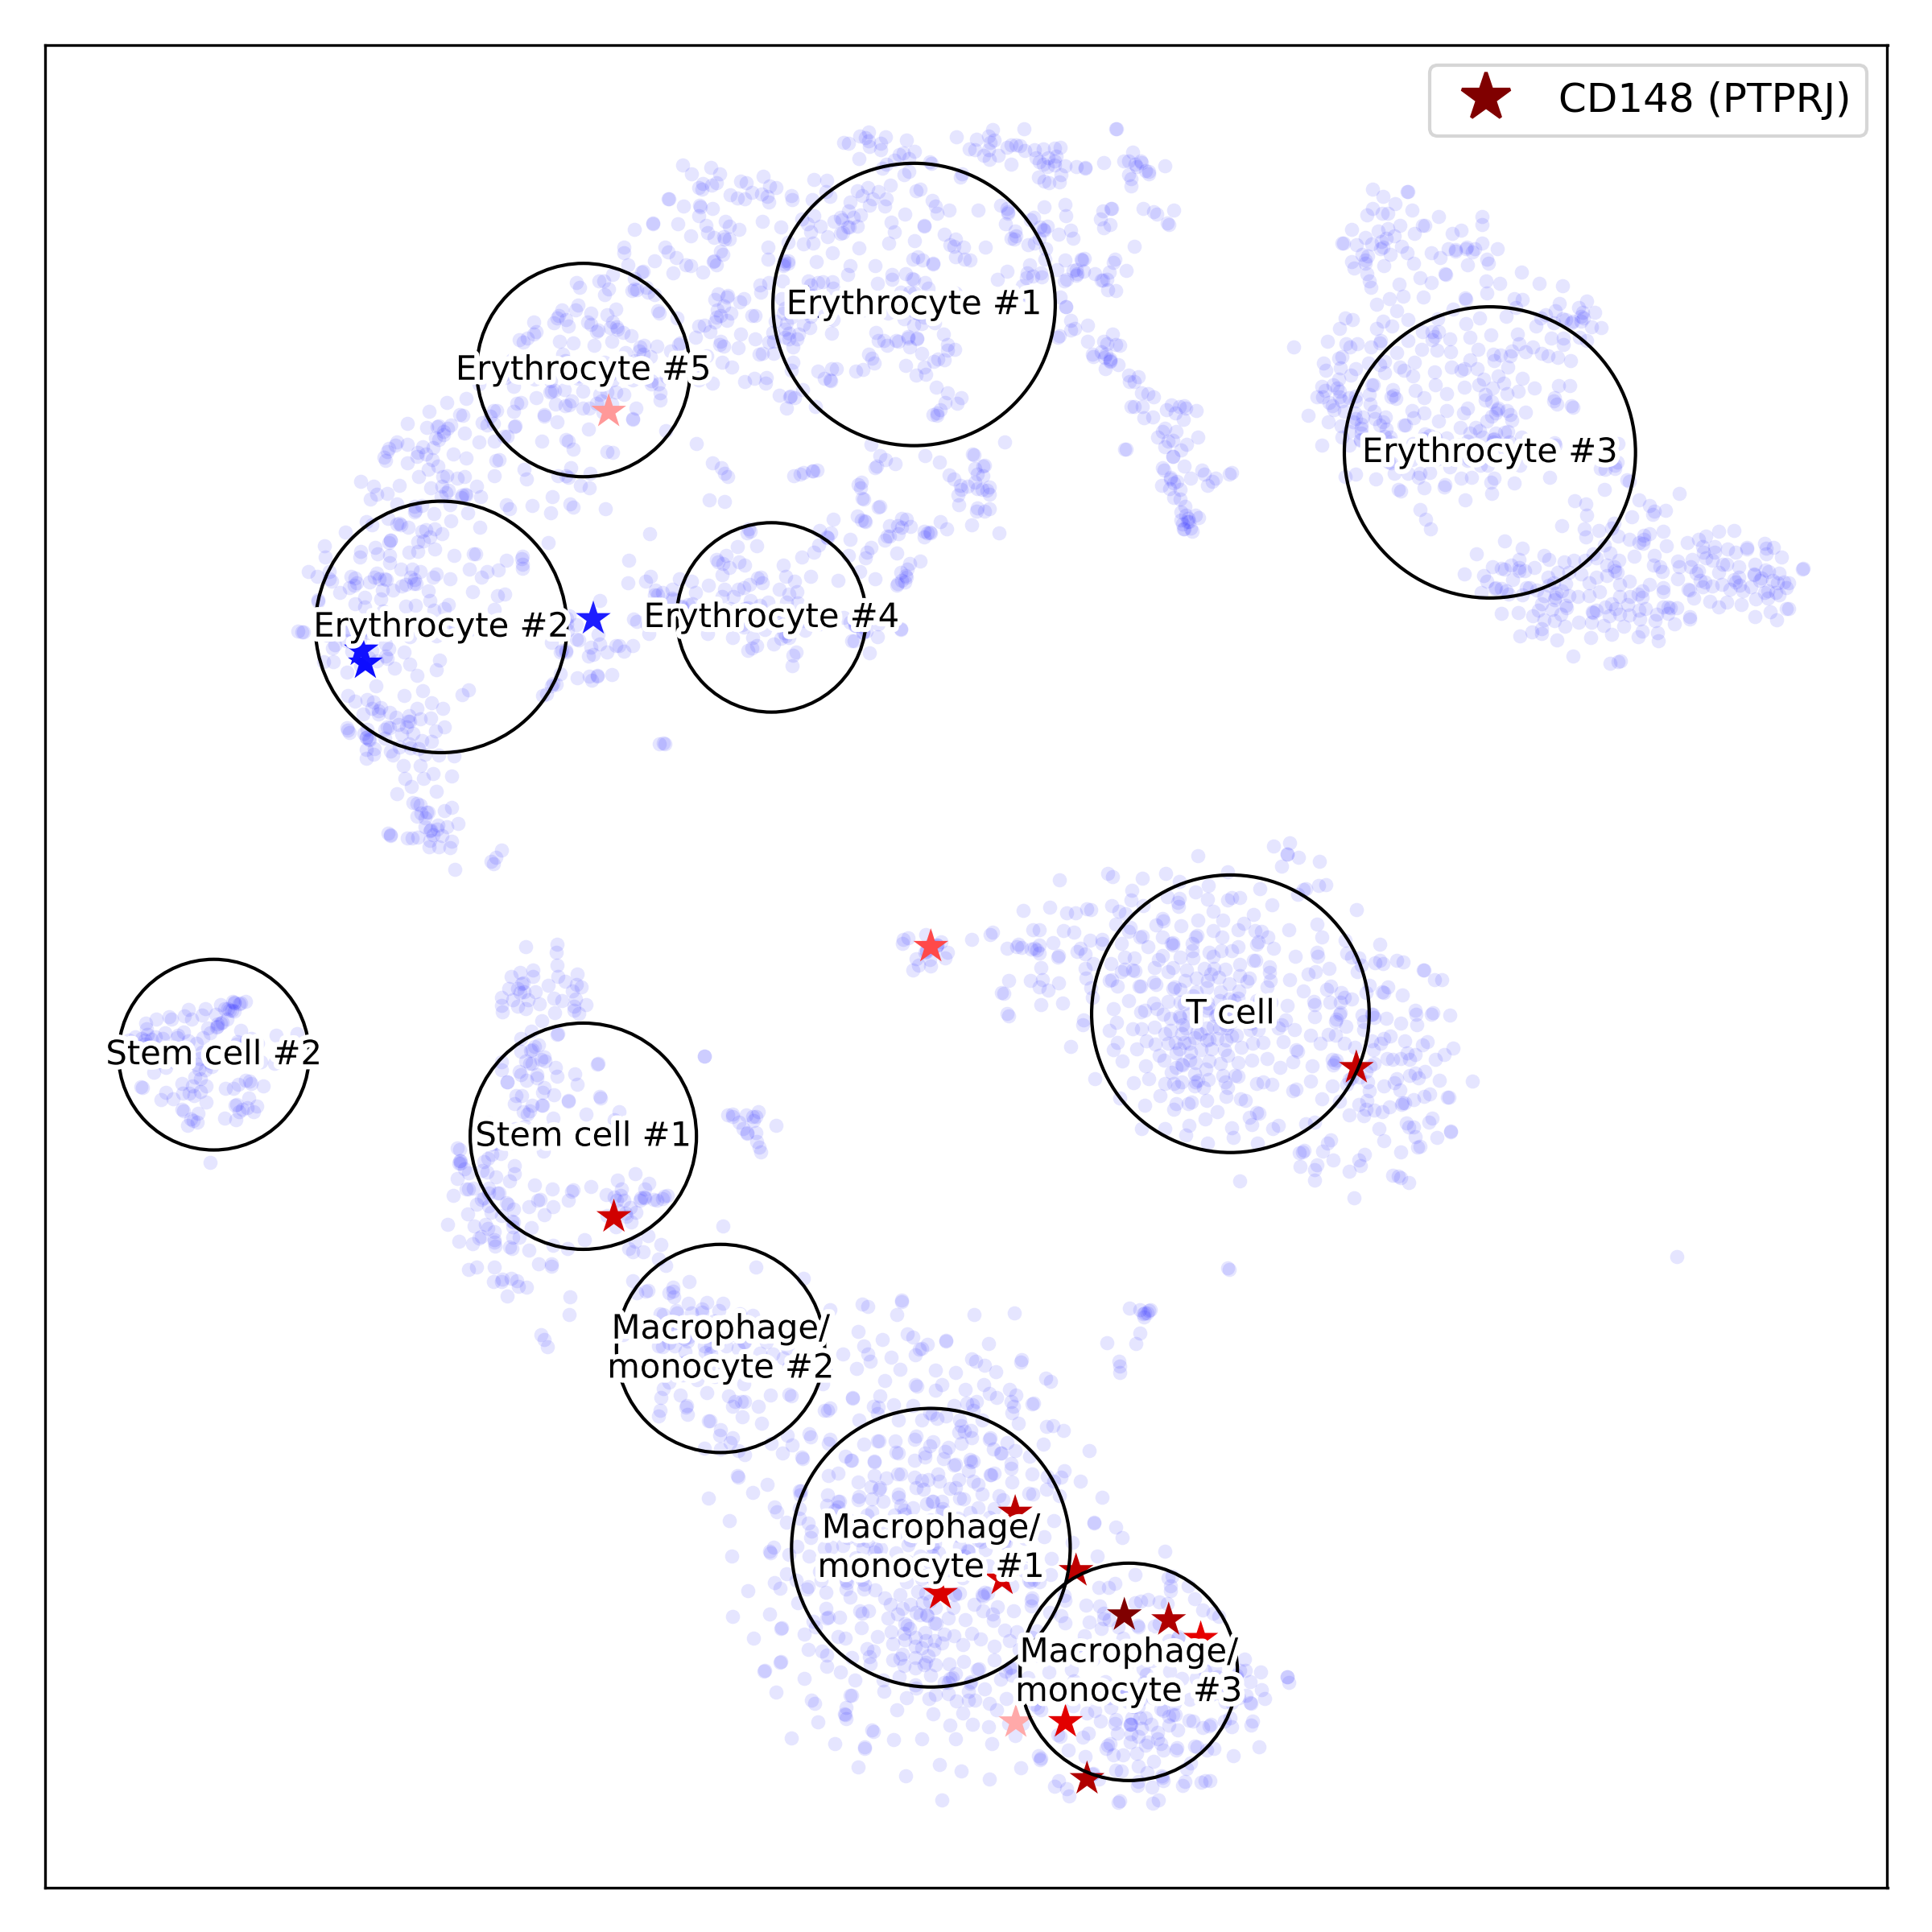 CD148 (PTPRJ)
Erythrocyte #1
Erythrocyte #5
Erythrocyte #3
Erythrocyte #4
Erythrocyte #2
T cell
Stem cell #2
Stem cell #1
Macrophage/
monocyte #2
Macrophage/
monocyte #1
Macrophage/
monocyte #3